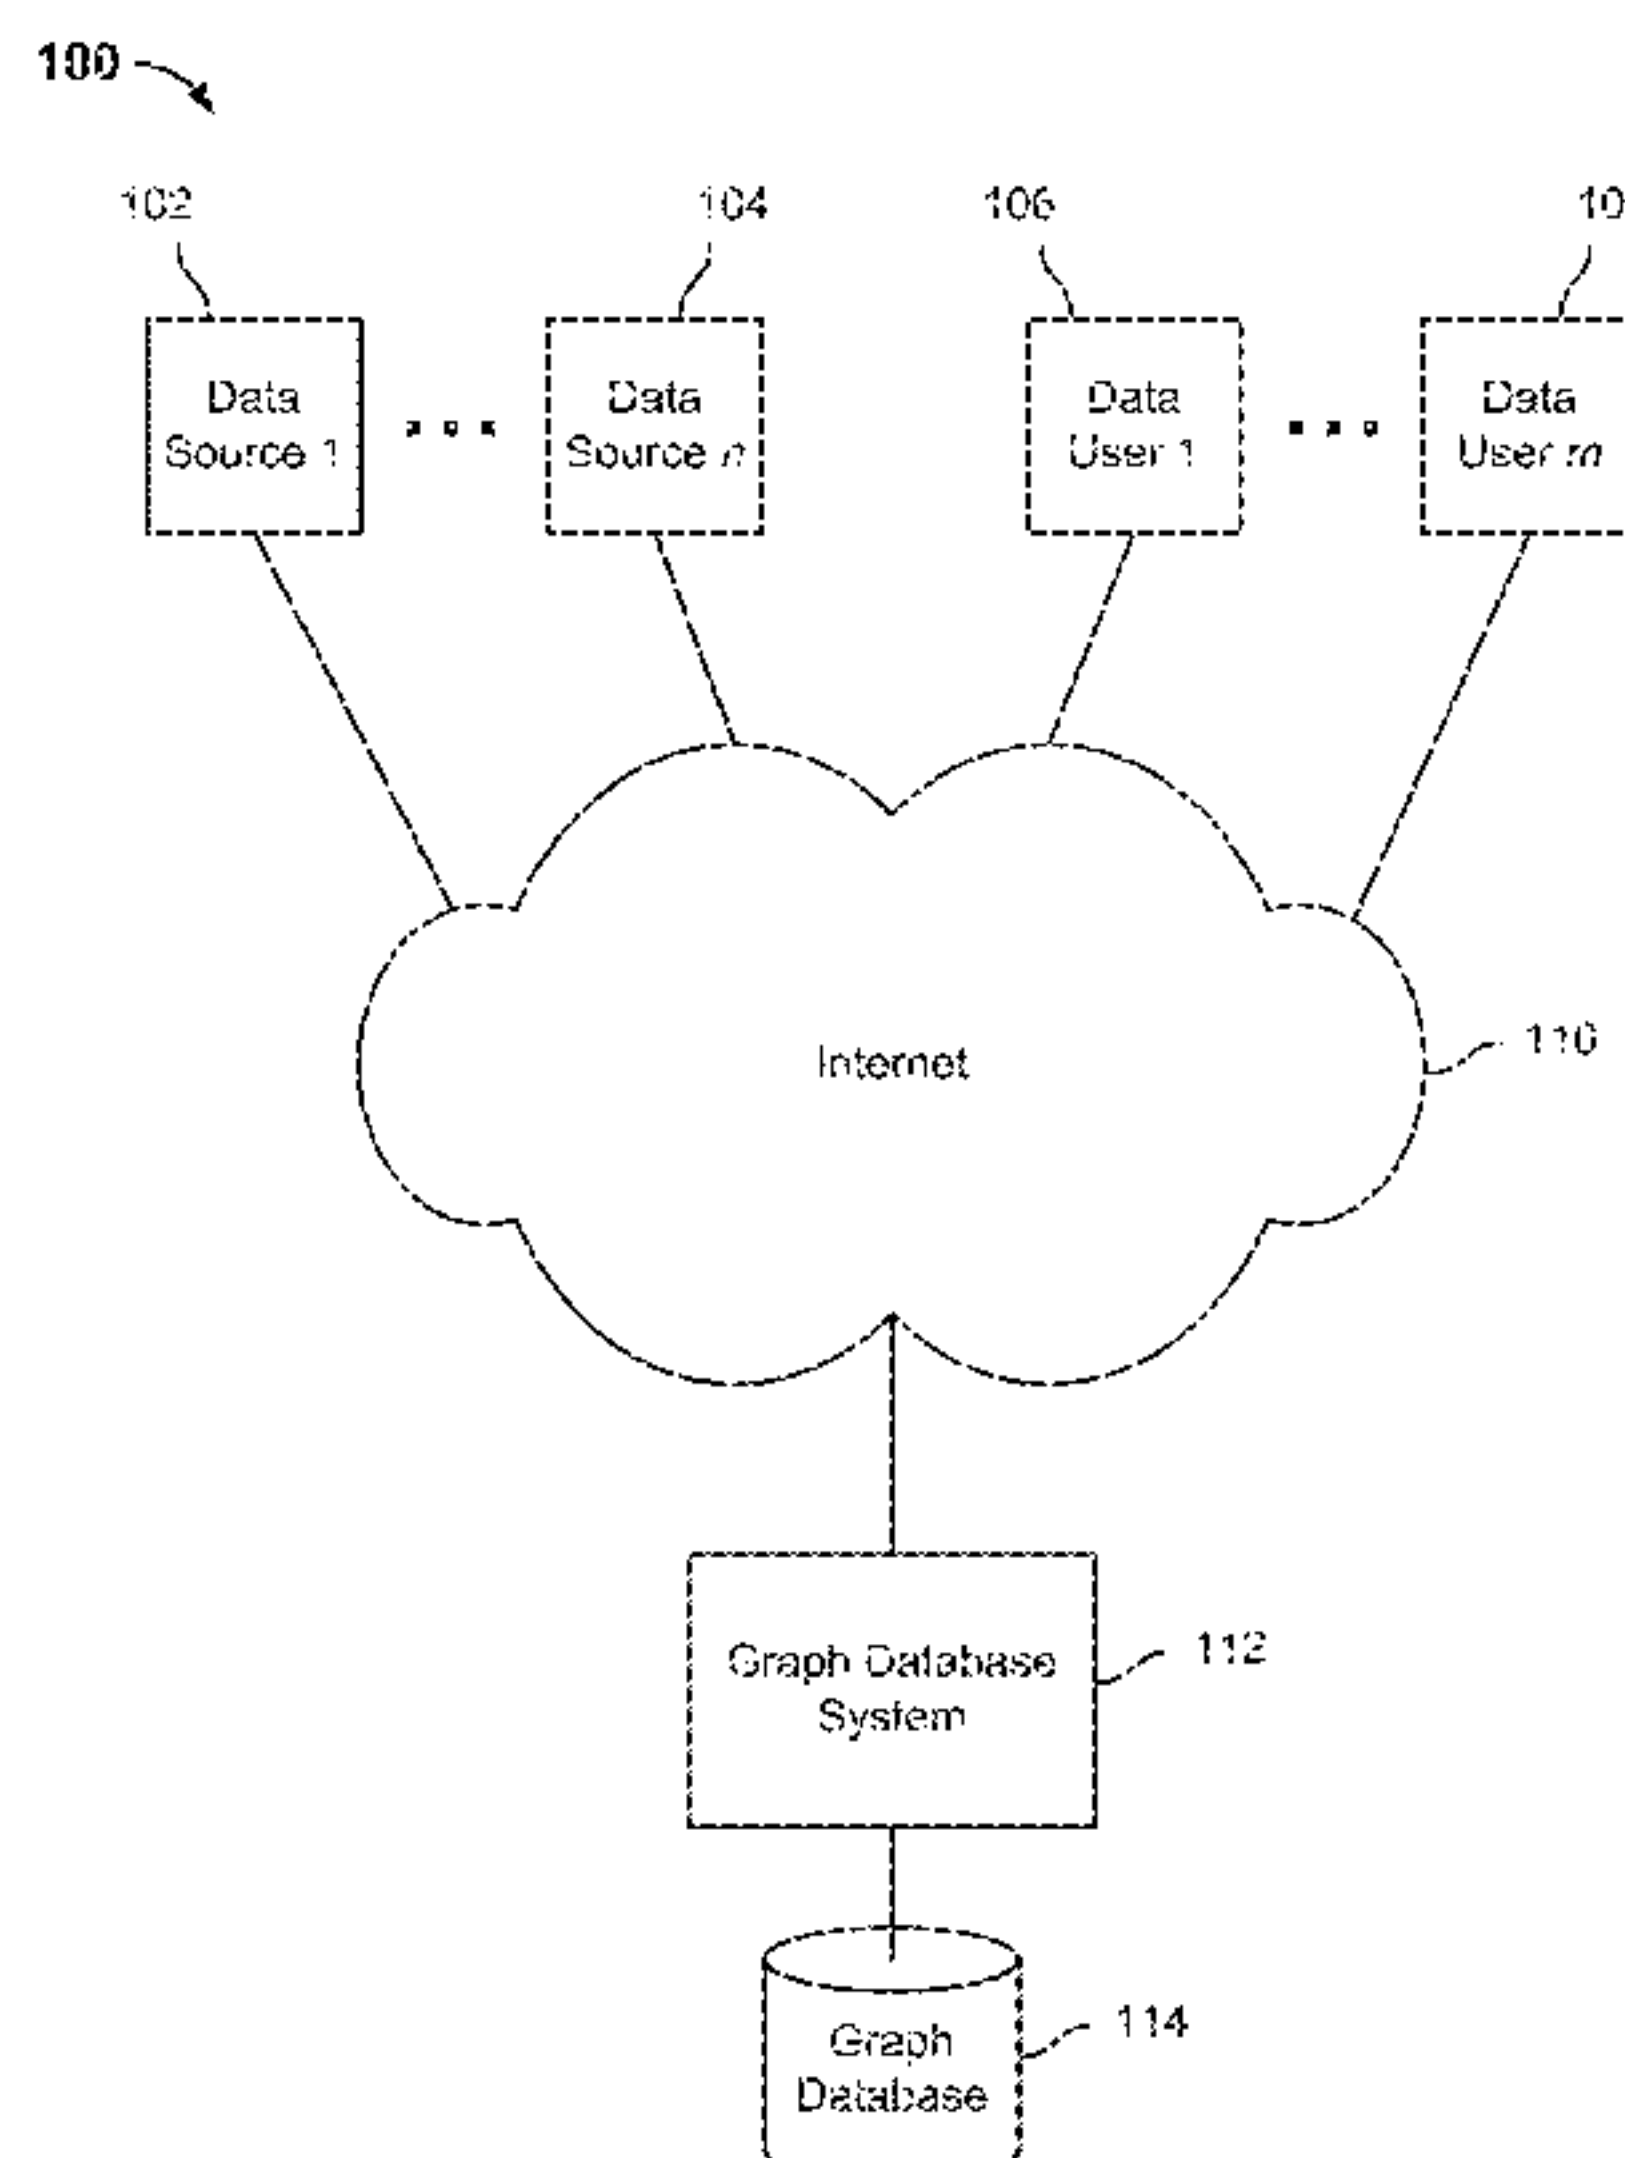 100
102
104
106
10
Data
Source 1
Data
Source n
Data
User 1
Data
User m
Internet
110
Graph Database
System
112
Graph
Database
114